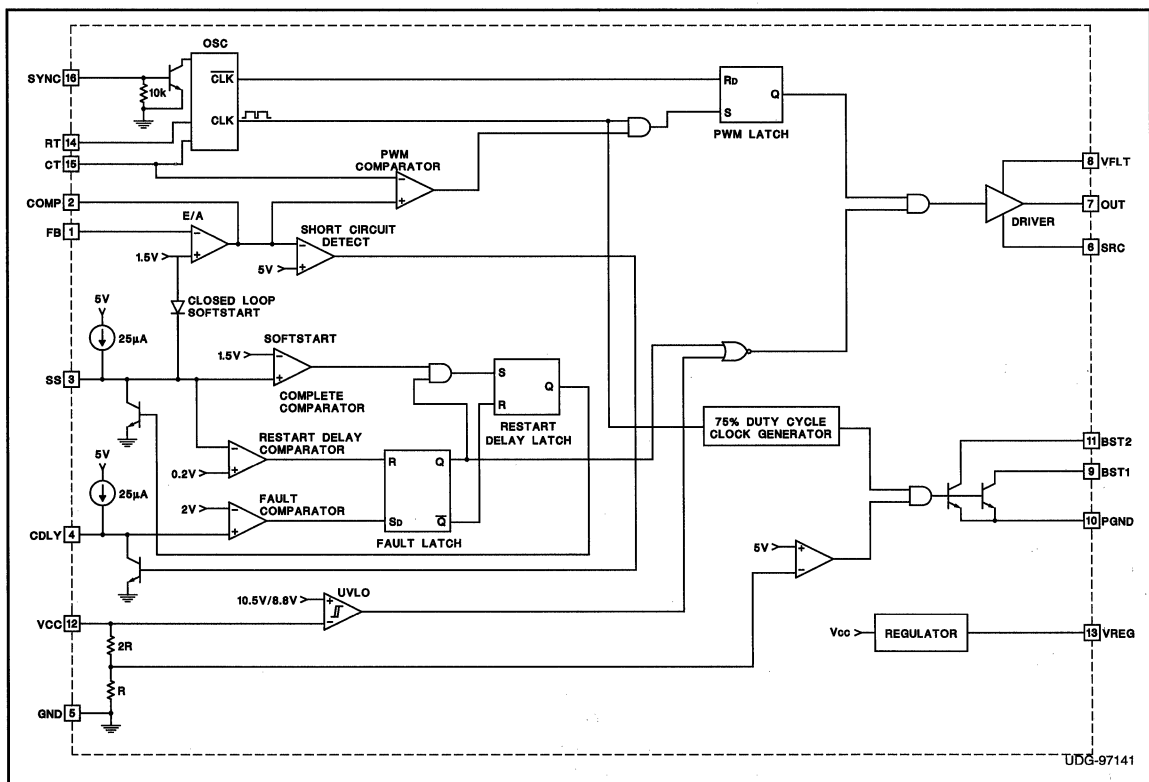 OSC
SYNC 16
10k
CLK
CLK
RT 14
CT 15
RD
Q
S
PWM LATCH
PWM
COMPARATOR
COMP 2
FB 1
E/A
1.5V
SHORT CIRCUIT
DETECT
5V
8 VFLT
7 OUT
DRIVER
6 SRC
5V
25µA
CLOSED LOOP
SOFTSTART
SOFTSTART
1.5V
SS 3
COMPLETE
COMPARATOR
S
Q
R
RESTART
DELAY LATCH
RESTART DELAY
COMPARATOR
0.2V
75% DUTY CYCLE
CLOCK GENERATOR
11 BST2
9 BST1
10 PGND
5V
25µA
2V
FAULT
COMPARATOR
R Q
SD Q
FAULT LATCH
CDLY 4
5V
10.5V/8.8V
UVLO
VCC 12
2R
R
GND 5
Vcc
REGULATOR
13 VREG
UDG-97141